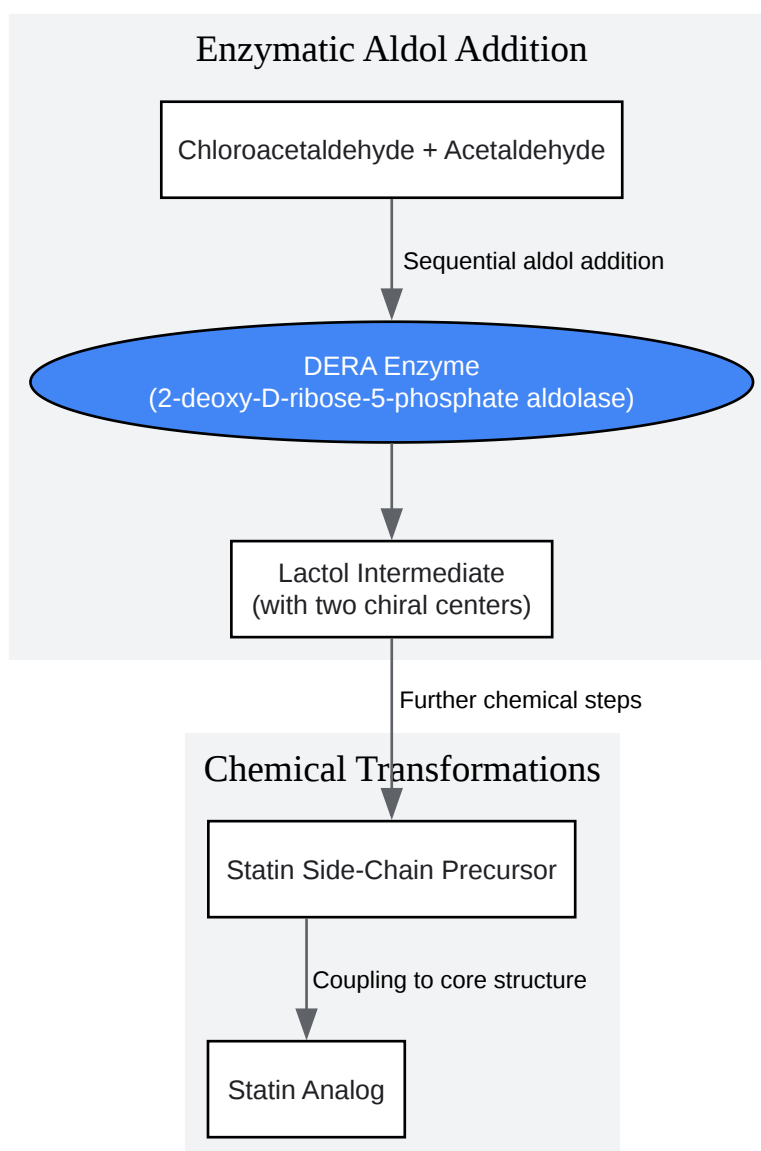 Enzymatic Aldol Addition
Chloroacetaldehyde + Acetaldehyde
Sequential aldol addition
DERA Enzyme
(2-deoxy-D-ribose-5-phosphate aldolase)
Lactol Intermediate
(with two chiral centers)
Further chemical steps
Chemical Transformations
Statin Side-Chain Precursor
Coupling to core structure
Statin Analog